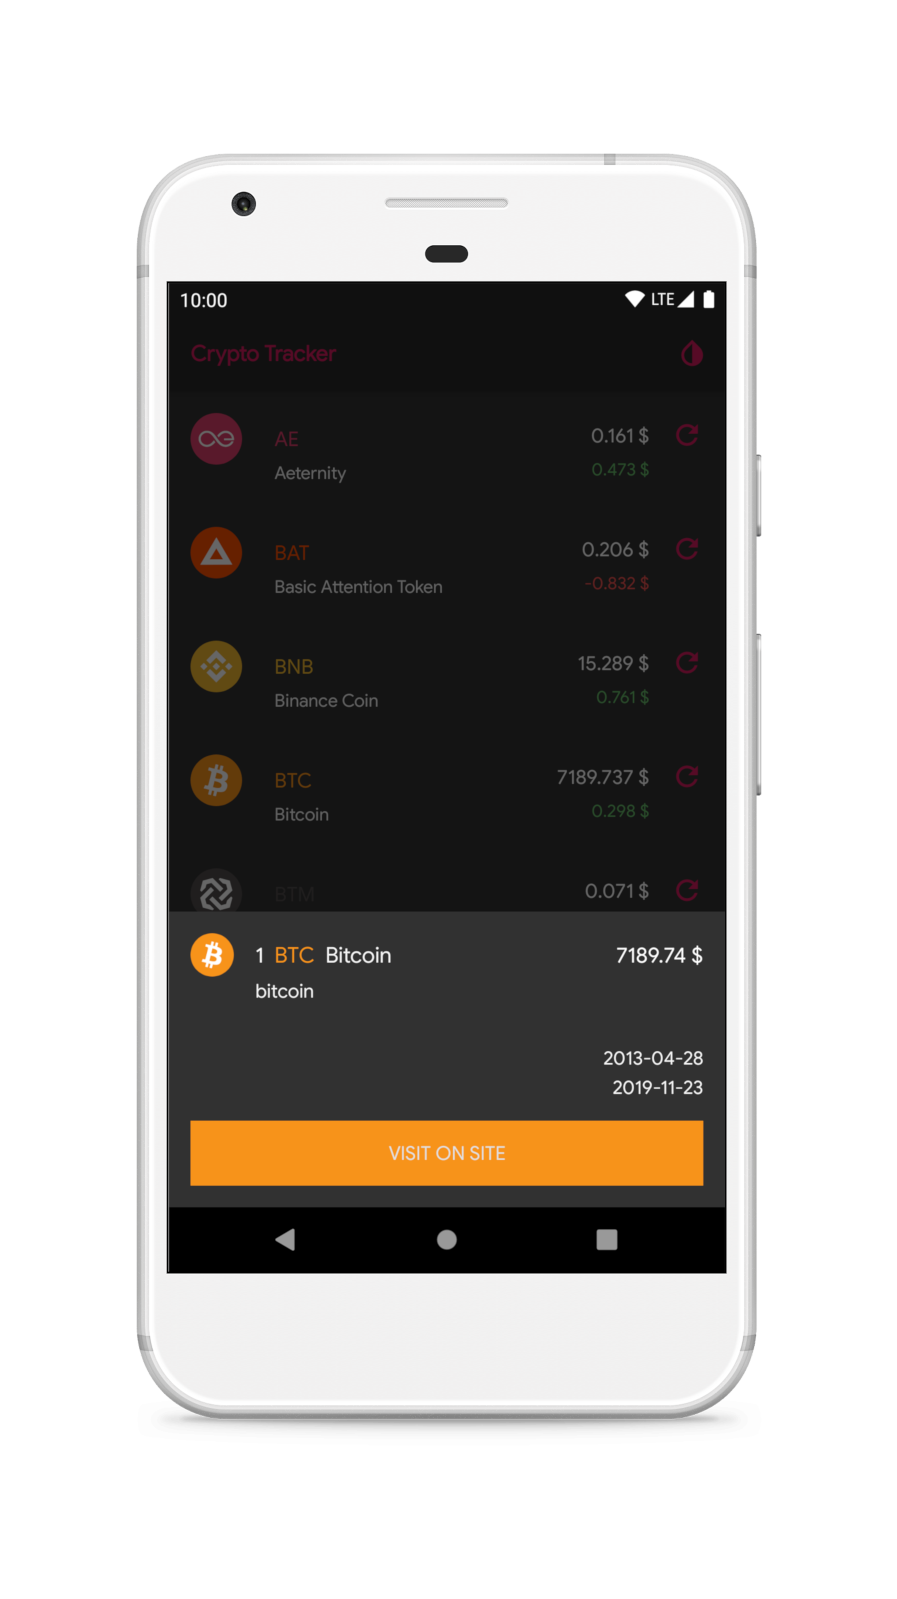 10:00 LTE
Crypto Tracker
AE 0.161 $
Aeternity 0.473 $
BAT 0.206 $
Basic Attention Token -0.832 $
BNB 15.289 $
Binance Coin 0.761 $
BTC 7189.737 $
Bitcoin 0.298 $
BTM 0.071 $
1 BTC Bitcoin 7189.74 $
bitcoin
2013-04-28
2019-11-23
VISIT ON SITE